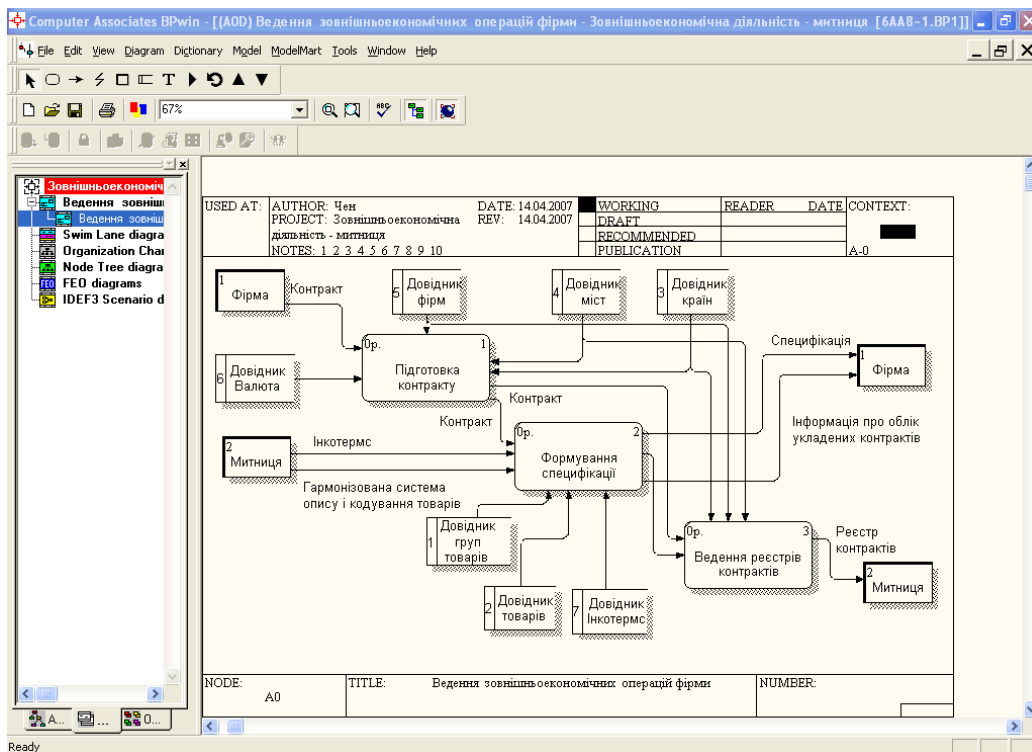 Computer Associates BPwin - [(A0D) Ведення зовнішньоекономічних операцій фірми - Зовнішньоекономічна діяльність - митниця [6AA8-1.BP1]]
File Edit View Diagram Dictionary Model ModelMart Tools Window Help
67%
Зовнішньоекономіч
Ведення зовніш
Ведення зовніш
Swim Lane diagra
Organization Char
Node Tree diagra
FEO diagrams
IDEF3 Scenario d
A...
...
O...
USED AT:
AUTHOR: Чен
DATE: 14.04.2007
PROJECT: Зовнішньоекономічна
REV: 14.04.2007
діяльність - митниця
NOTES: 1 2 3 4 5 6 7 8 9 10
WORKING
DRAFT
RECOMMENDED
PUBLICATION
READER
DATE
CONTEXT:
A-0
1
Фірма
Контракт
5
Довідник
фірм
4
Довідник
міст
3
Довідник
країн
0р.
1
Підготовка
контракту
6
Довідник
Валюта
Специфікація
1
Фірма
Контракт
Контракт
Інформація про облік
укладених контрактів
2
Митниця
Інкотермс
Гармонізована система
опису і кодування товарів
0р.
2
Формування
специфікації
1
Довідник
груп
товарів
2
Довідник
товарів
7
Довідник
Інкотермс
0р.
3
Ведення реєстрів
контрактів
Реєстр
контрактів
2
Митниця
NODE:
A0
TITLE:
Ведення зовнішньоекономічних операцій фірми
NUMBER:
Ready